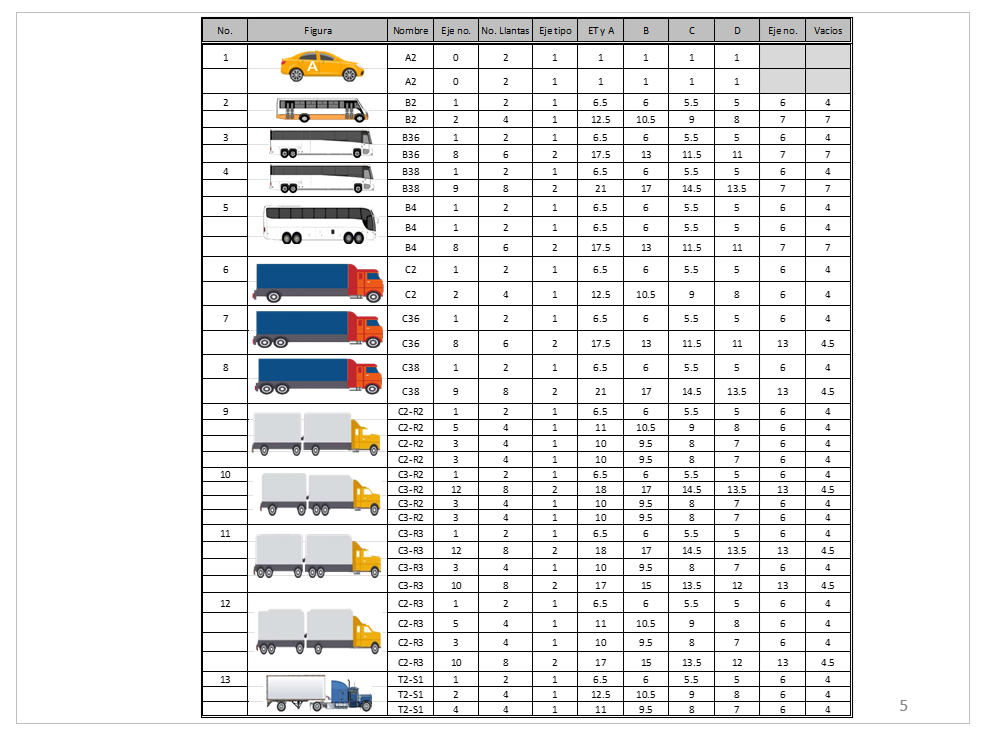 No. Figura Nombre Eje no. No. Llantas Eje tipo ET y A B C D Eje no. Vacios
1 A A2 0 2 1 1 1 1 1
A2 0 2 1 1 1 1 1
2 B2 1 2 1 6.5 6 5.5 5 6 4
B2 2 4 1 12.5 10.5 9 8 7 7
3 B36 1 2 1 6.5 6 5.5 5 6 4
B36 8 6 2 17.5 13 11.5 11 7 7
4 B38 1 2 1 6.5 6 5.5 5 6 4
B38 9 8 2 21 17 14.5 13.5 7 7
5 B4 1 2 1 6.5 6 5.5 5 6 4
B4 1 2 1 6.5 6 5.5 5 6 4
B4 8 6 2 17.5 13 11.5 11 7 7
6 C2 1 2 1 6.5 6 5.5 5 6 4
C2 2 4 1 12.5 10.5 9 8 6 4
7 C36 1 2 1 6.5 6 5.5 5 6 4
C36 8 6 2 17.5 13 11.5 11 13 4.5
8 C38 1 2 1 6.5 6 5.5 5 6 4
C38 9 8 2 21 17 14.5 13.5 13 4.5
9 C2-R2 1 2 1 6.5 6 5.5 5 6 4
C2-R2 5 4 1 11 10.5 9 8 6 4
C2-R2 3 4 1 10 9.5 8 7 6 4
C2-R2 3 4 1 10 9.5 8 7 6 4
10 C3-R2 1 2 1 6.5 6 5.5 5 6 4
C3-R2 12 8 2 18 17 14.5 13.5 13 4.5
C3-R2 3 4 1 10 9.5 8 7 6 4
C3-R2 3 4 1 10 9.5 8 7 6 4
11 C3-R3 1 2 1 6.5 6 5.5 5 6 4
C3-R3 12 8 2 18 17 14.5 13.5 13 4.5
C3-R3 3 4 1 10 9.5 8 7 6 4
C3-R3 10 8 2 17 15 13.5 12 13 4.5
12 C2-R3 1 2 1 6.5 6 5.5 5 6 4
C2-R3 5 4 1 11 10.5 9 8 6 4
C2-R3 3 4 1 10 9.5 8 7 6 4
C2-R3 10 8 2 17 15 13.5 12 13 4.5
13 T2-S1 1 2 1 6.5 6 5.5 5 6 4
T2-S1 2 4 1 12.5 10.5 9 8 6 4
T2-S1 4 4 1 11 9.5 8 7 6 4
5